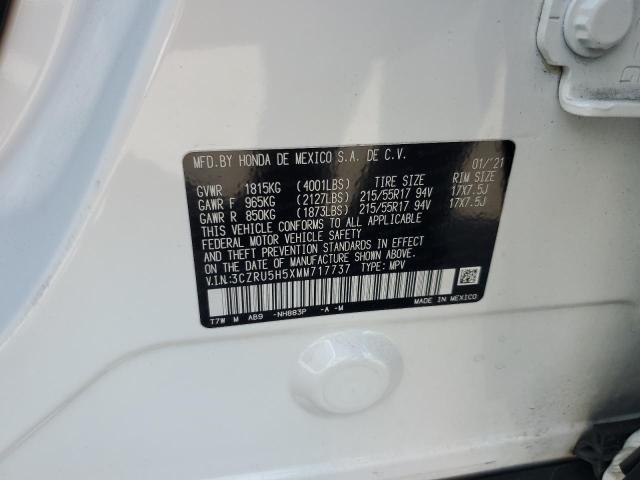 MFD.BY HONDA DE MEXICO S.A. DE C.V. 01/'21
GVWR 1815KG (4001LBS) TIRE SIZE RIM SIZE
GAWR F 965KG (2127LBS) 215/55R17 94V 17X7.5J
GAWR R 850KG (1873LBS) 215/55R17 94V 17X7.5J
THIS VEHICLE CONFORMS TO ALL APPLICABLE
FEDERAL MOTOR VEHICLE SAFETY
AND THEFT PREVENTION STANDARDS IN EFFECT
ON THE DATE OF MANUFACTURE SHOWN ABOVE.
V.I.N.:3CZRU5H5XMM717737 TYPE: MPV
T7W M AB9 -NH883P -A -M MADE IN MEXICO